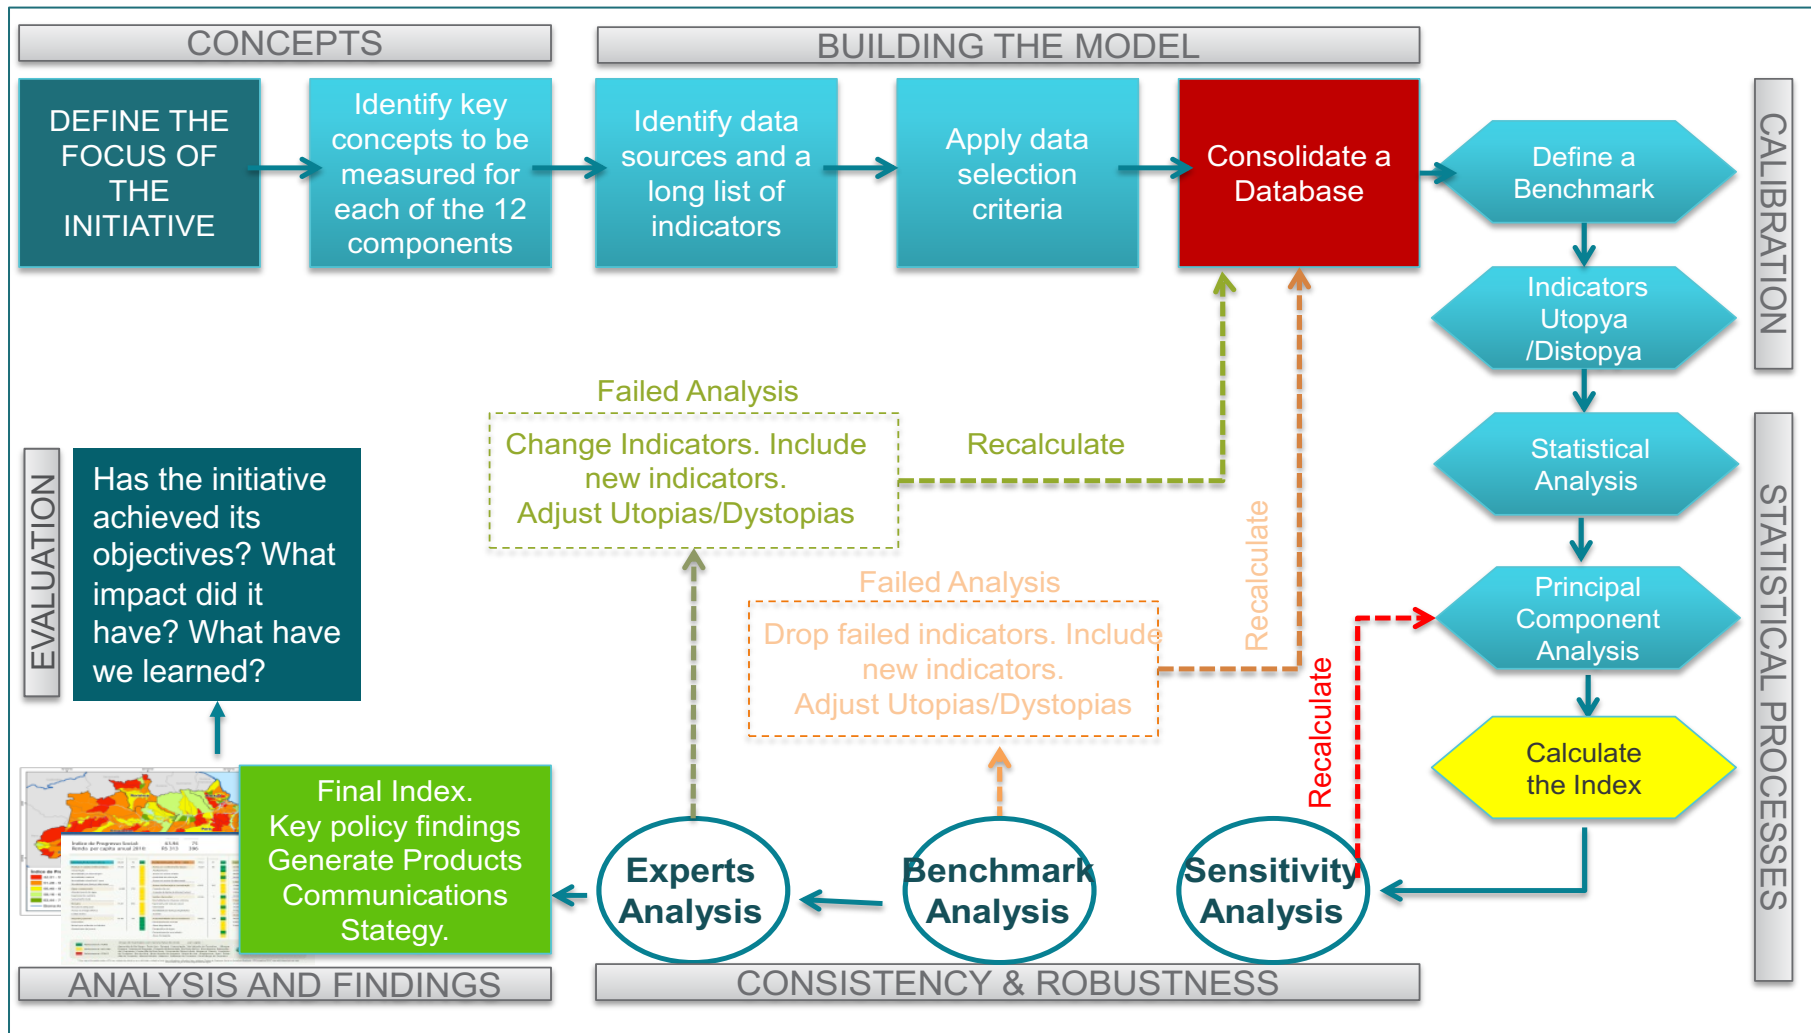 CONCEPTS
BUILDING THE MODEL
DEFINE THE
FOCUS OF
THE
INITIATIVE
Identify key
concepts to be
measured for
each of the 12
components
Identify data
sources and a
long list of
indicators
Apply data
selection
criteria
Consolidate a
Database
Define a
Benchmark
CALIBRATION
Indicators
Utopya
/Distopya
Failed Analysis
Change Indicators. Include
new indicators.
Adjust Utopias/Dystopias
Recalculate
Statistical
Analysis
STATISTICAL PROCESSES
EVALUATION
Has the initiative
achieved its
objectives? What
impact did it
have? What have
we learned?
Failed Analysis
Drop failed indicators. Include
new indicators.
Adjust Utopias/Dystopias
Recalculate
Recalculate
Principal
Component
Analysis
Calculate
the Index
Final Index.
Key policy findings
Generate Products
Communications
Stategy.
Experts
Analysis
Benchmark
Analysis
Sensitivity
Analysis
ANALYSIS AND FINDINGS
CONSISTENCY & ROBUSTNESS